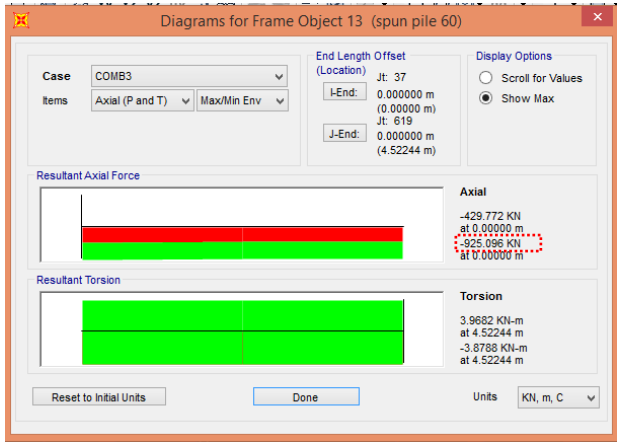 Diagrams for Frame Object 13 (spun pile 60)
×
Case
COMB3
Items
Axial (P and T)
Max/Min Env
End Length Offset
(Location)
Jt: 37
I-End:
0.000000 m
(0.00000 m)
Jt: 619
J-End:
0.000000 m
(4.52244 m)
Display Options
Scroll for Values
Show Max
Resultant Axial Force
Axial
-429.772 KN
at 0.00000 m
-925.096 KN
at 0.00000 m
Resultant Torsion
Torsion
3.9682 KN-m
at 4.52244 m
-3.8788 KN-m
at 4.52244 m
Reset to Initial Units
Done
Units
KN, m, C